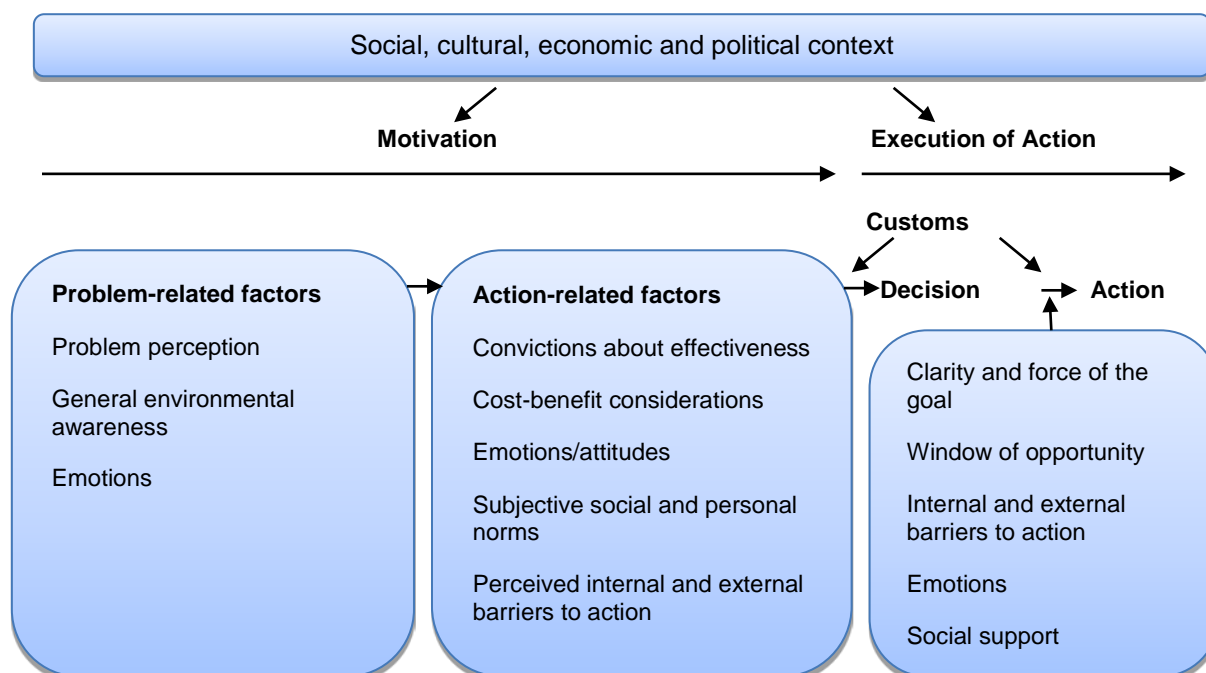 Social, cultural, economic and political context
Motivation
Execution of Action
Customs
Problem-related factors
Problem perception
General environmental
awareness
Emotions
Action-related factors
Convictions about effectiveness
Cost-benefit considerations
Emotions/attitudes
Subjective social and personal
norms
Perceived internal and external
barriers to action
Decision
Action
Clarity and force of the
goal
Window of opportunity
Internal and external
barriers to action
Emotions
Social support